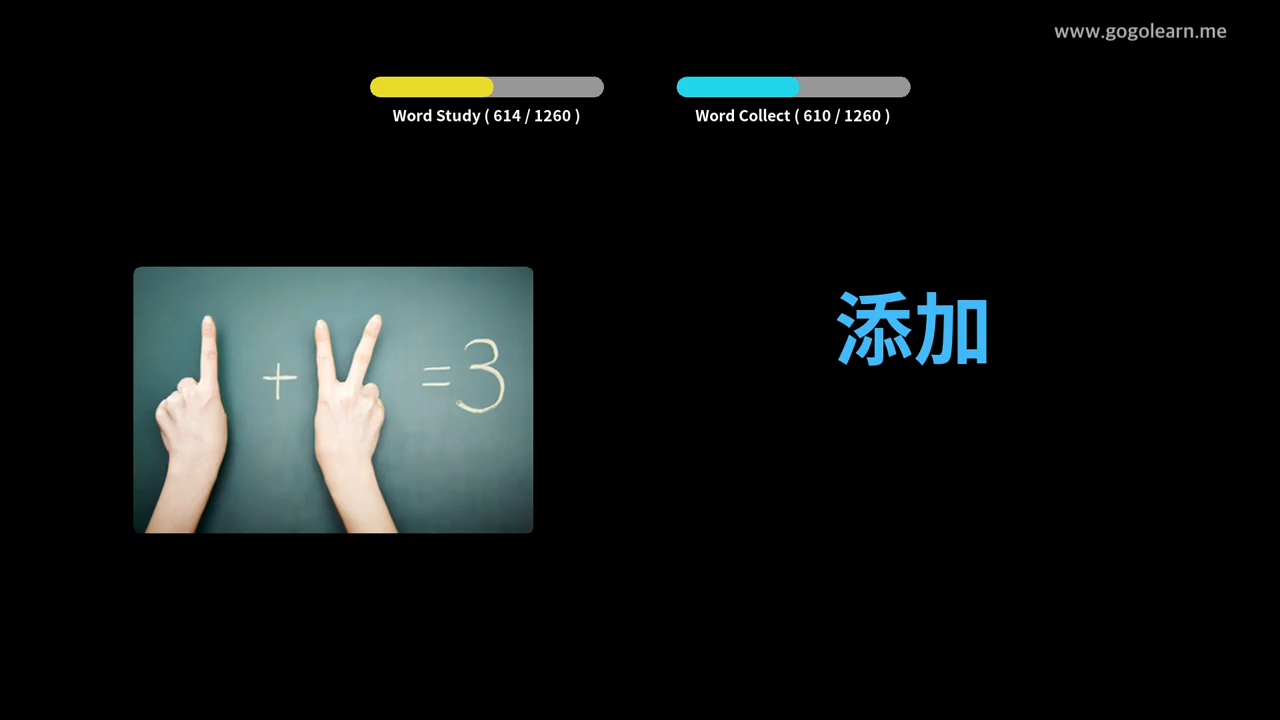 www.gogolearn.me
Word Study ( 614 / 1260 )
Word Collect ( 610 / 1260 )
添加
+ =3